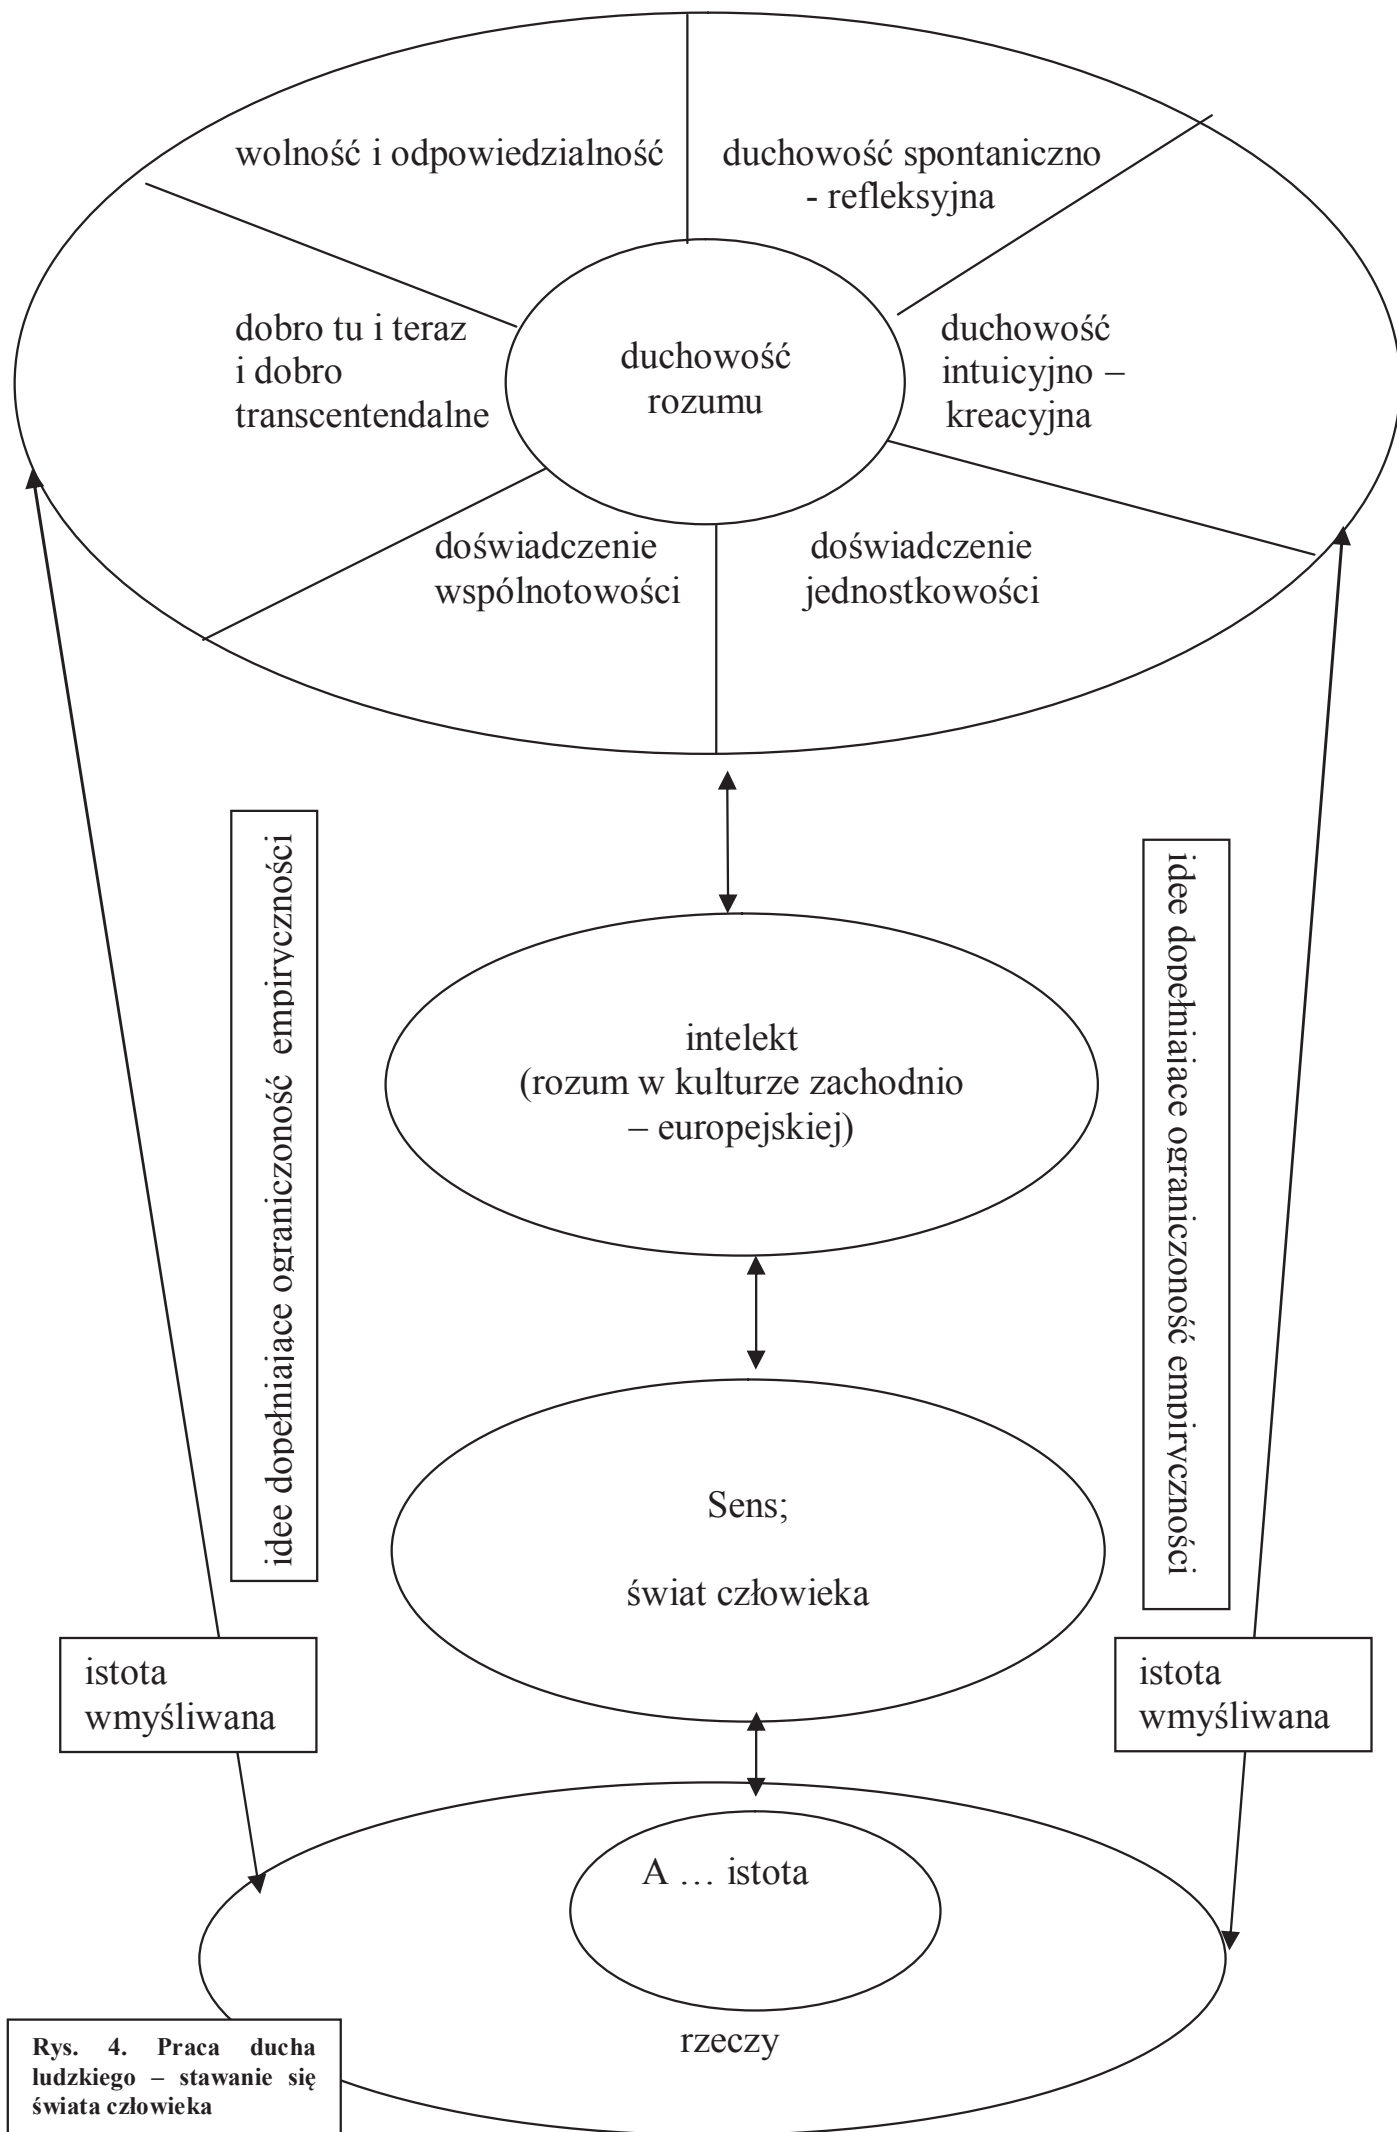 wolność i odpowiedzialność
duchowość spontaniczno
- refleksyjna
dobro tu i teraz
i dobro
transcentendalne
duchowość
rozumu
duchowość
intuicyjno –
kreacyjna
doświadczenie
wspólnotowości
doświadczenie
jednostkowości
idee dopełniające ograniczoność empiryczności
idee dopełniające ograniczoność empiryczności
intelekt
(rozum w kulturze zachodnio
– europejskiej)
Sens;
świat człowieka
istota
wmyśliwana
istota
wmyśliwana
A … istota
rzeczy
Rys. 4. Praca ducha
ludzkiego – stawanie się
świata człowieka